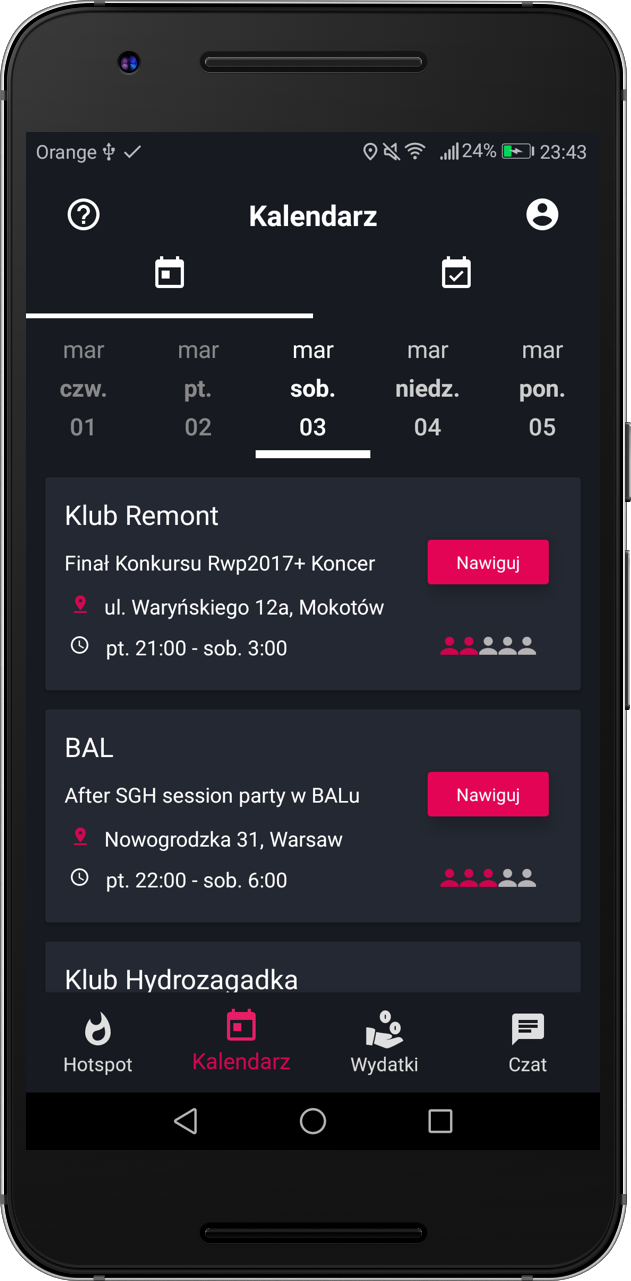 Orange 24% 23:43
Kalendarz
mar mar mar mar mar
czw. pt. sob. niedz. pon.
01 02 03 04 05
Klub Remont
Finał Konkursu Rwp2017+ Koncer
Nawiguj
ul. Waryńskiego 12a, Mokotów
pt. 21:00 - sob. 3:00
BAL
After SGH session party w BALu
Nawiguj
Nowogrodzka 31, Warsaw
pt. 22:00 - sob. 6:00
Klub Hydrozagadka
Hotspot Kalendarz Wydatki Czat